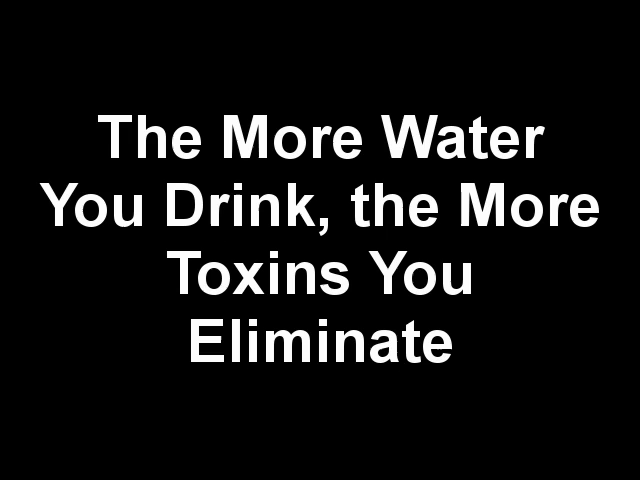 The More Water
You Drink, the More
Toxins You
Eliminate